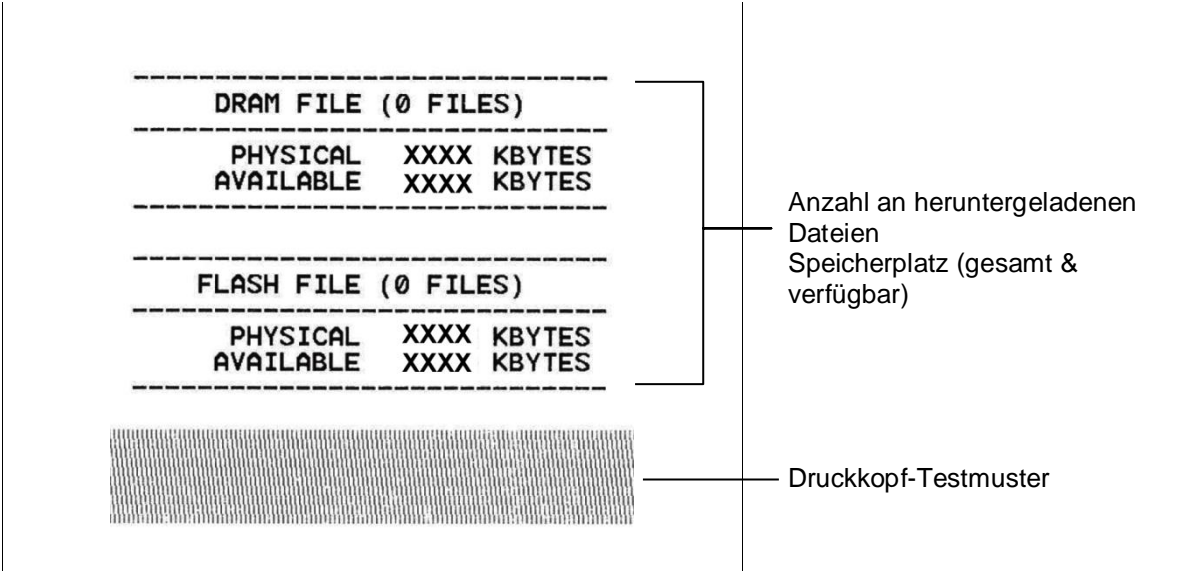 --------------------------------
DRAM FILE (0 FILES)
--------------------------------
PHYSICAL XXXX KBYTES
AVAILABLE XXXX KBYTES
--------------------------------
--------------------------------
FLASH FILE (0 FILES)
--------------------------------
PHYSICAL XXXX KBYTES
AVAILABLE XXXX KBYTES
--------------------------------
Anzahl an heruntergeladenen
Dateien
Speicherplatz (gesamt &
verfügbar)
Druckkopf-Testmuster